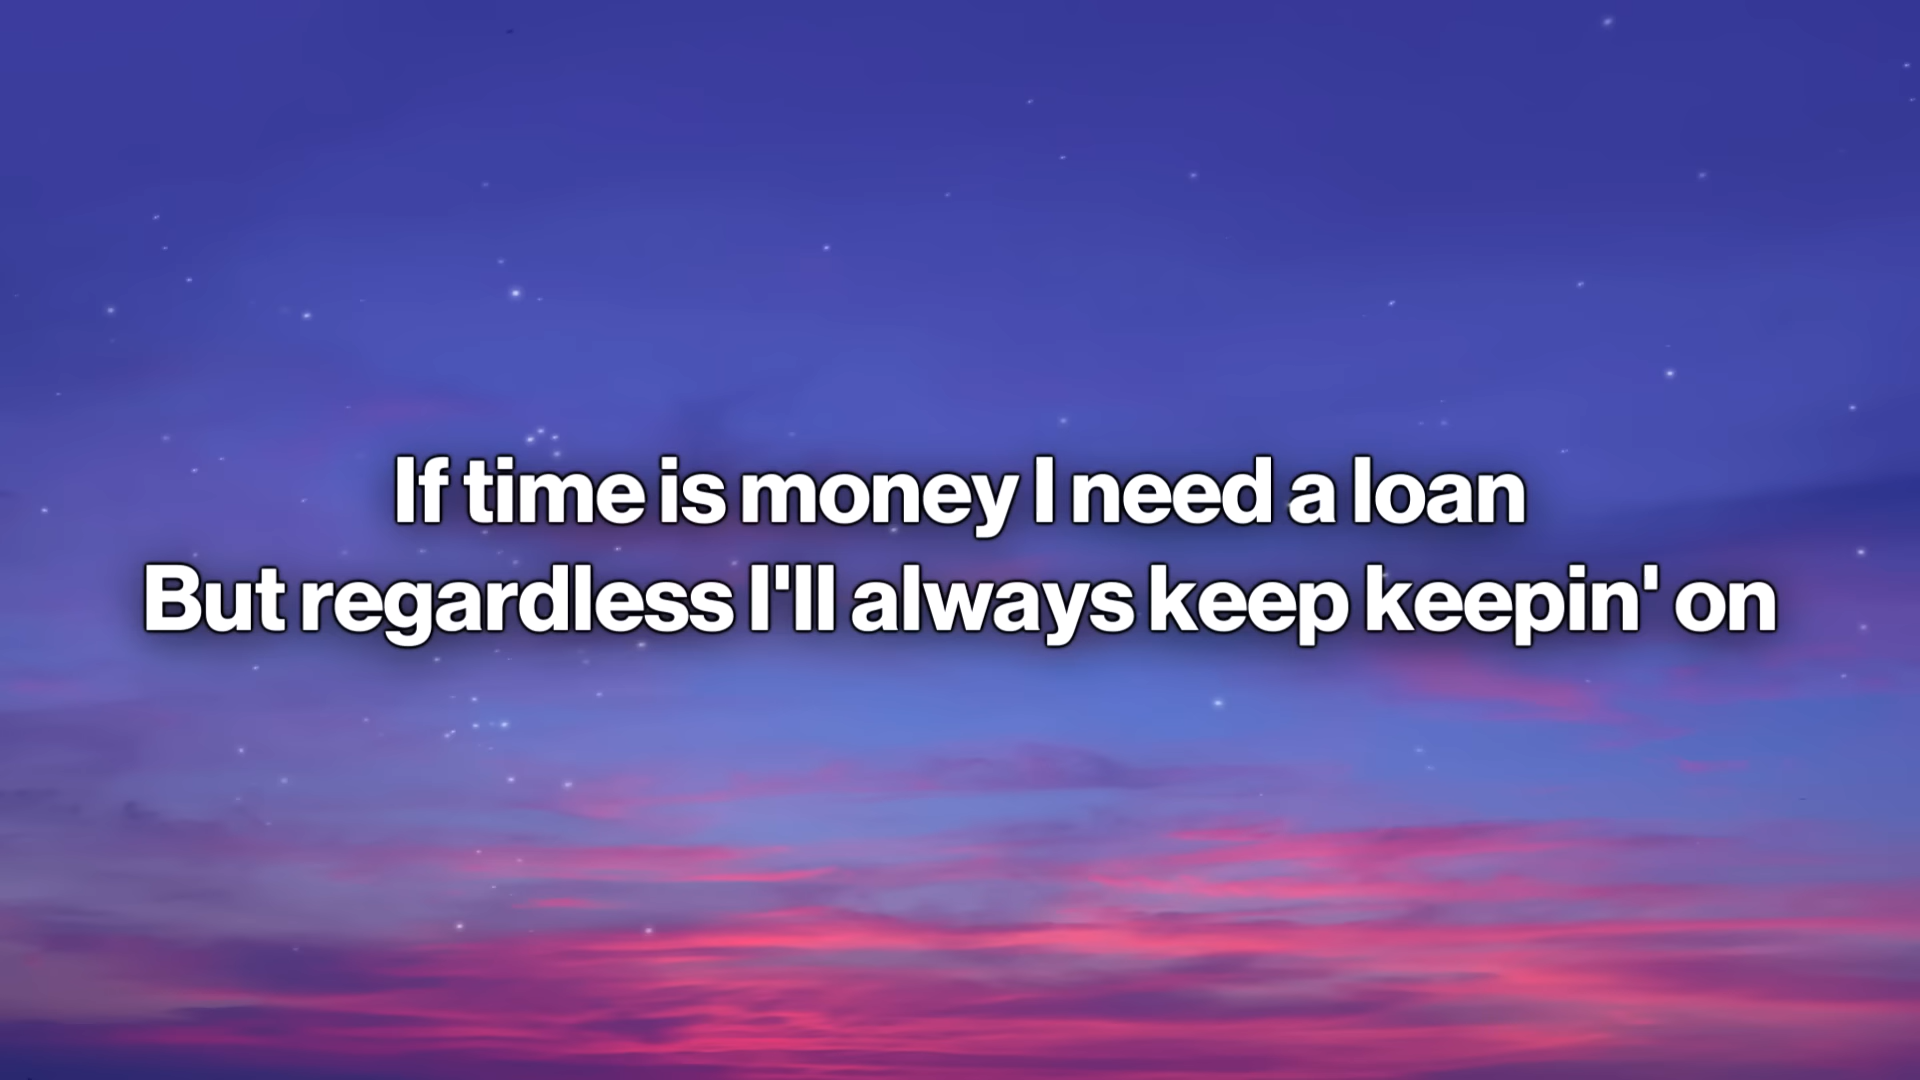 If time is money I need a loan
But regardless I'll always keep keepin' on